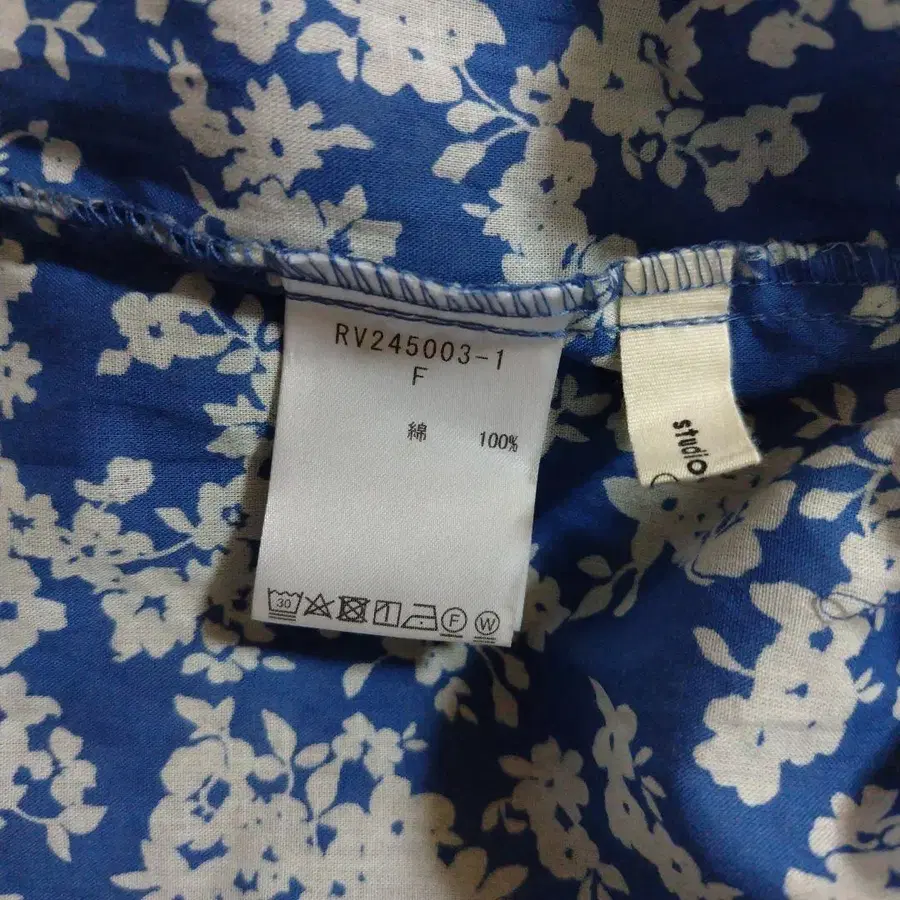 RV245003-1
F
綿 100%
30
F
W
studio